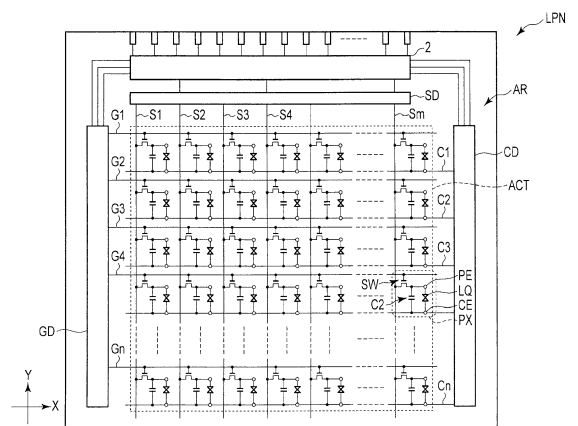 LPN
2
SD
AR
S1 S2 S3 S4 Sm
G1
CD
G2
C1
ACT
G3
C2
C3
G4
SW
PE
LQ
C2
CE
PX
GD
Gn
Cn
Y
X